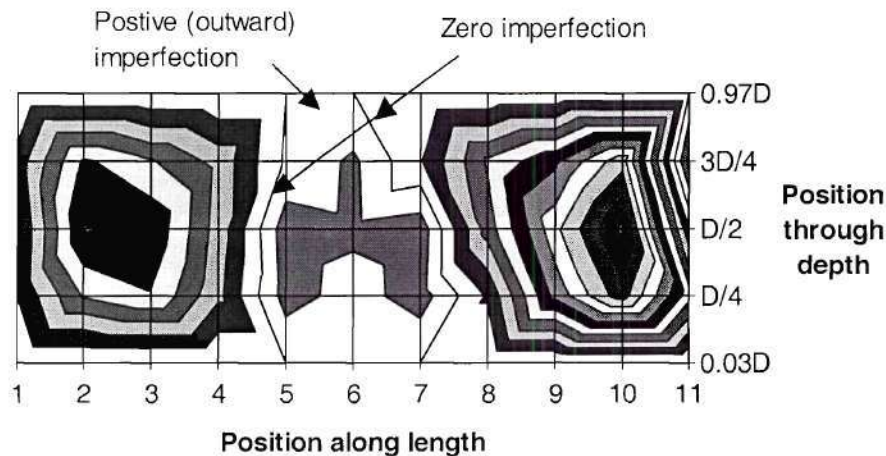 Postive (outward)
imperfection
Zero imperfection
0.97D
3D/4
D/2
D/4
0.03D
Position
through
depth
1 2 3 4 5 6 7 8 9 10 11
Position along length